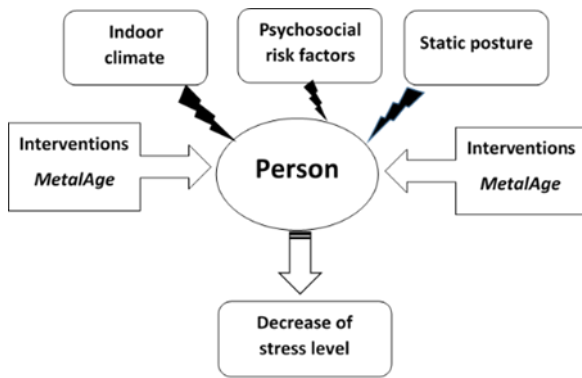 Indoor
climate
Psychosocial
risk factors
Static posture
Interventions
MetalAge
Person
Interventions
MetalAge
Decrease of
stress level